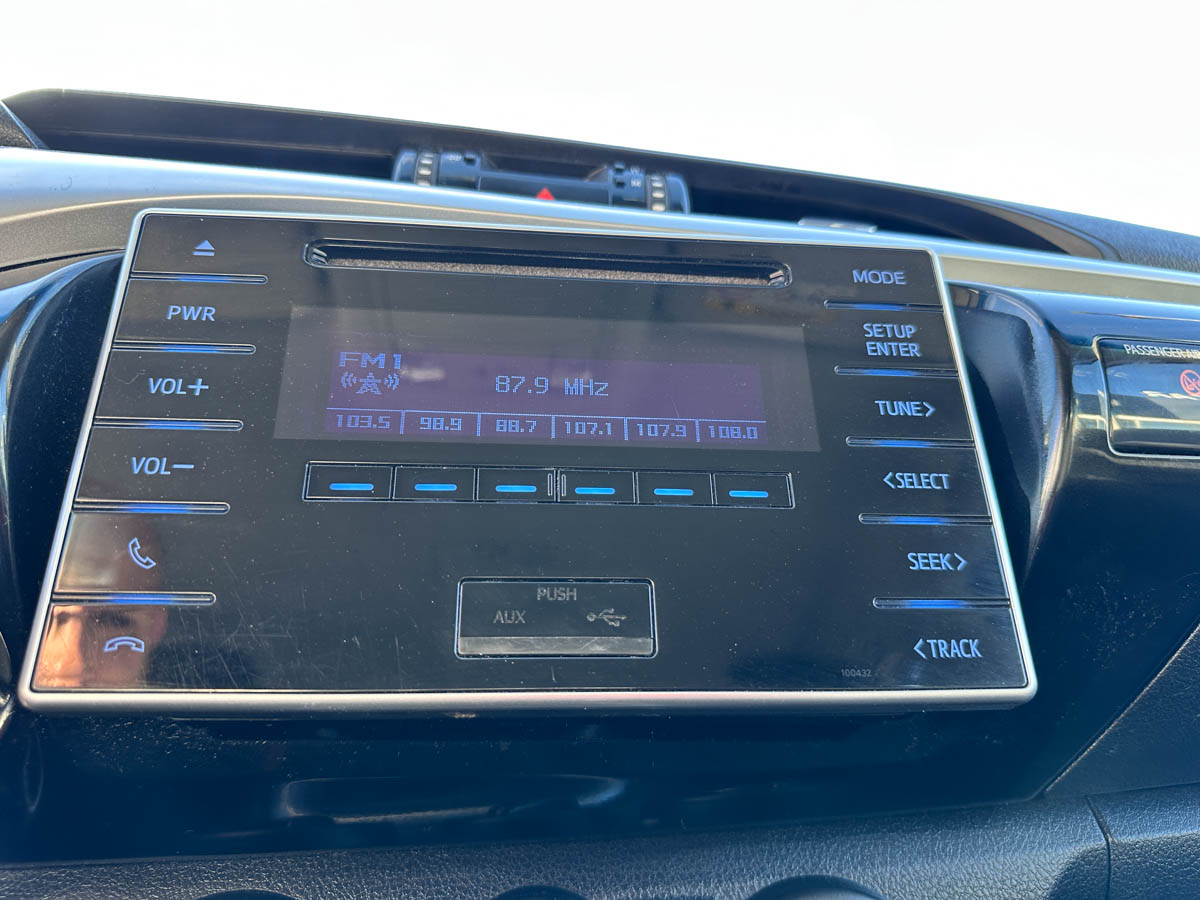 PWR
VOL+
VOL-
FM1
87.9 MHz
103.5 98.9 88.7 107.1 107.9 108.0
MODE
SETUP
ENTER
TUNE>
<SELECT
SEEK>
<TRACK
PUSH
AUX
100432
PASSENGER